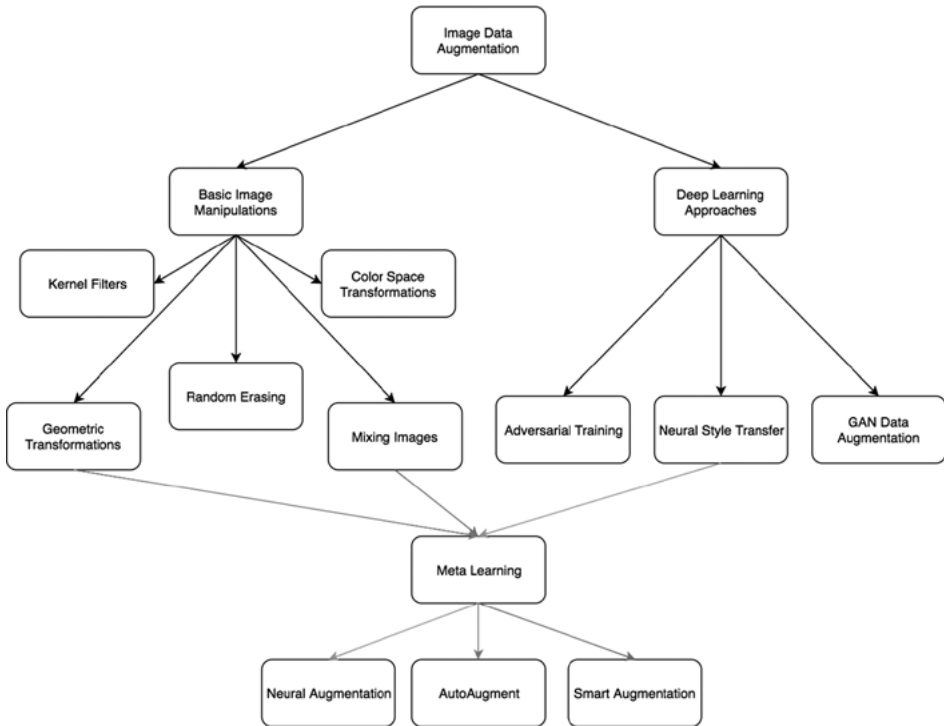 Image Data
Augmentation
Basic Image
Manipulations
Deep Learning
Approaches
Kernel Filters
Color Space
Transformations
Random Erasing
Geometric
Transformations
Mixing Images
Adversarial Training
Neural Style Transfer
GAN Data
Augmentation
Meta Learning
Neural Augmentation
AutoAugment
Smart Augmentation